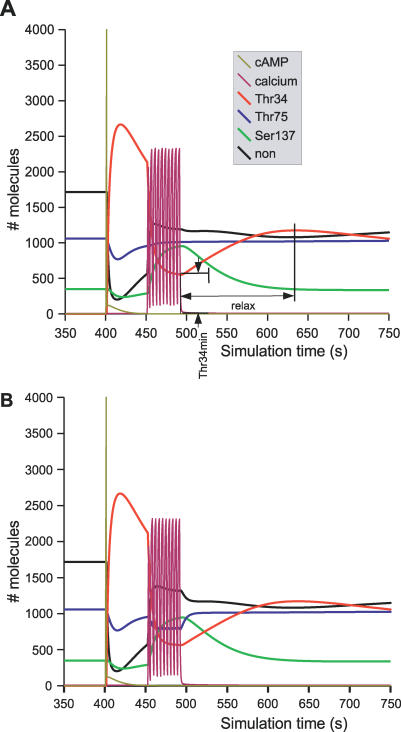 A
4000
3500
3000
2500
2000
1500
1000
500
0
# molecules
cAMP
calcium
Thr34
Thr75
Ser137
non
relax
Thr34min
350 400 450 500 550 600 650 700 750
Simulation time (s)
B
4000
3500
3000
2500
2000
1500
1000
500
0
# molecules
350 400 450 500 550 600 650 700 750
Simulation time (s)